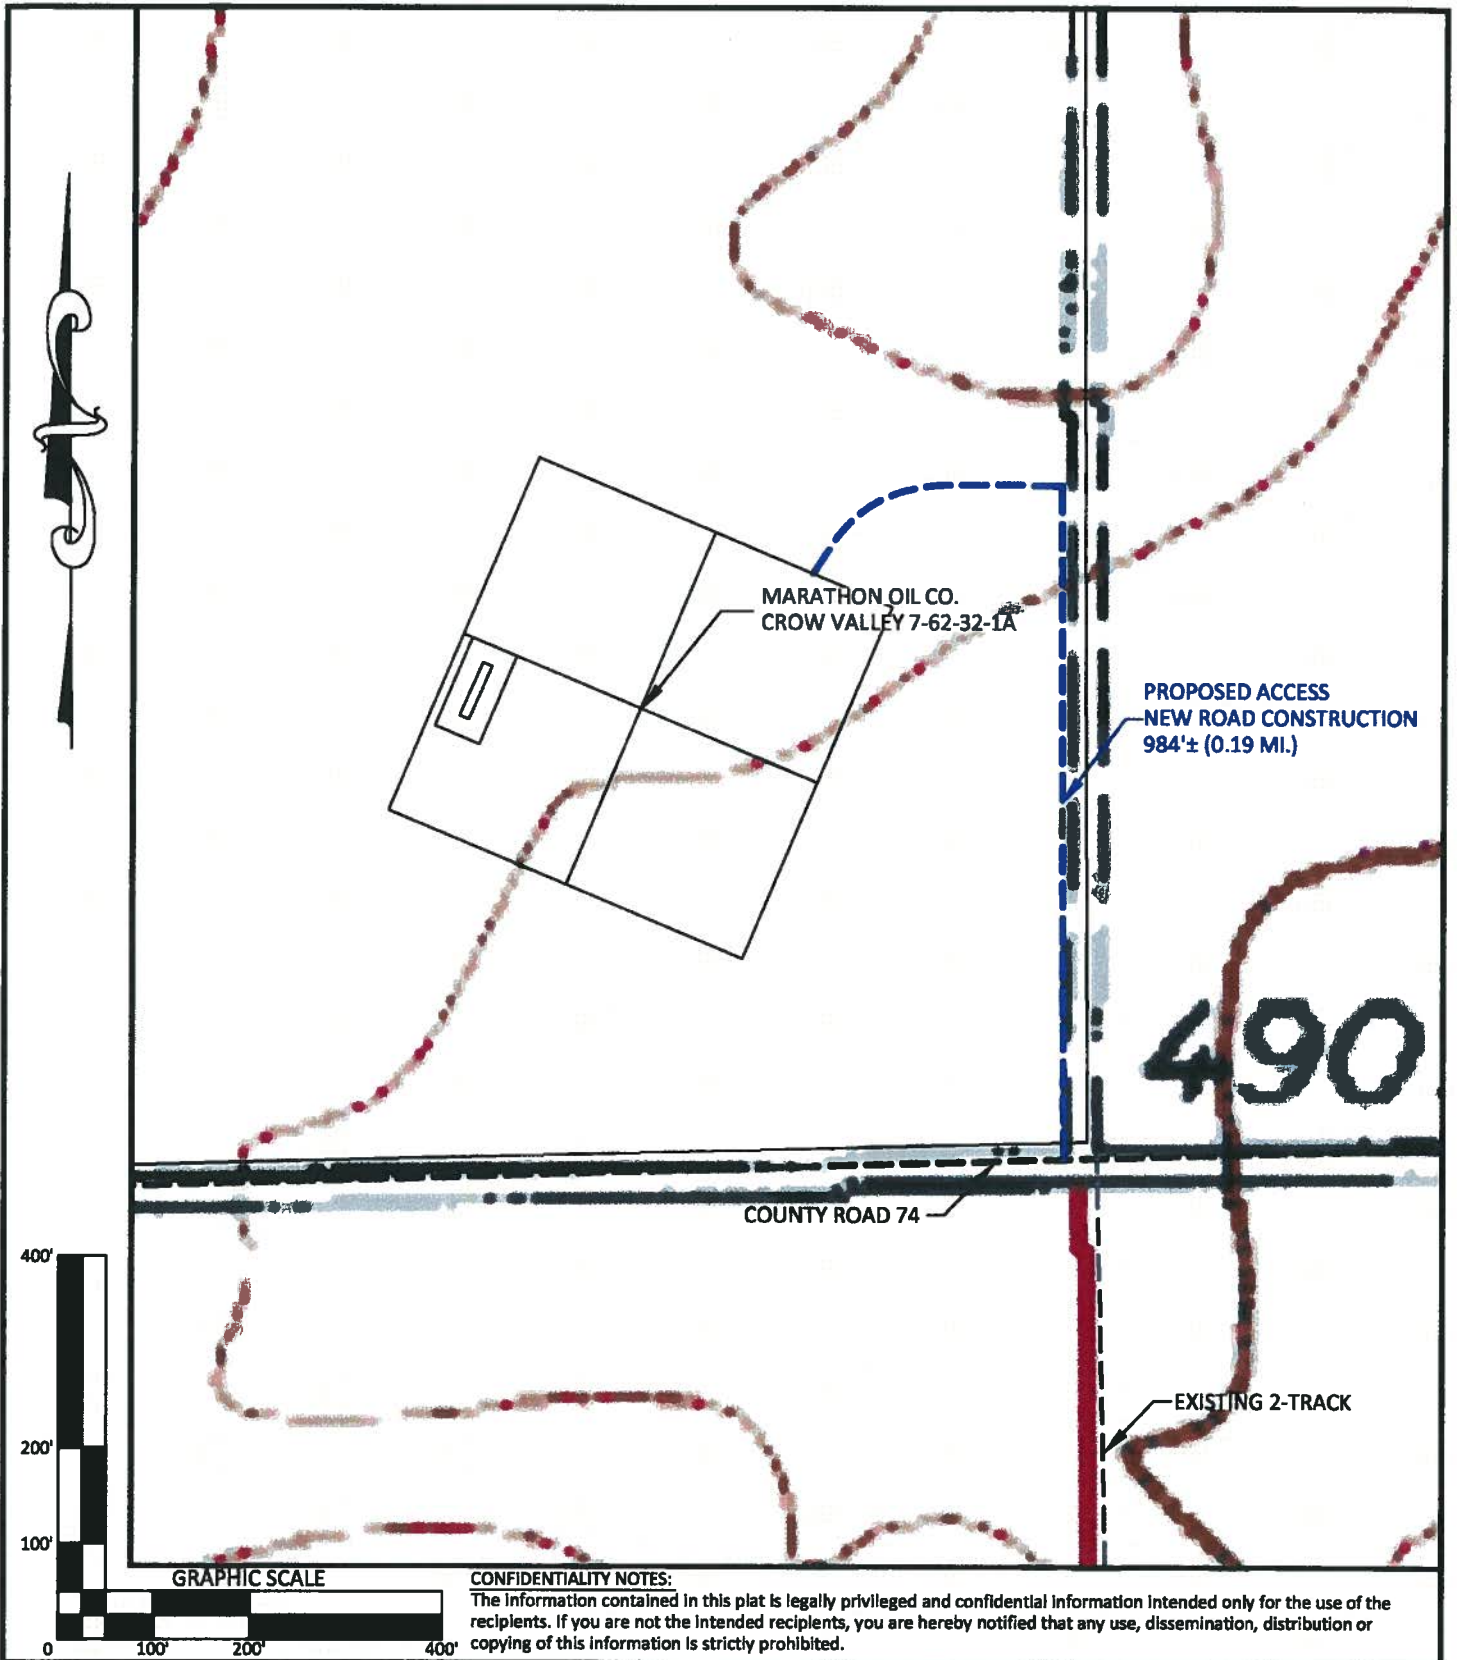 MARATHON OIL CO.
CROW VALLEY 7-62-32-1A
PROPOSED ACCESS
NEW ROAD CONSTRUCTION
984'± (0.19 MI.)
490
COUNTY ROAD 74
EXISTING 2-TRACK
400'
200'
100'
GRAPHIC SCALE
0 100' 200' 400'
CONFIDENTIALITY NOTES:
The information contained in this plat is legally privileged and confidential information intended only for the use of the
recipients. If you are not the intended recipients, you are hereby notified that any use, dissemination, distribution or
copying of this information is strictly prohibited.